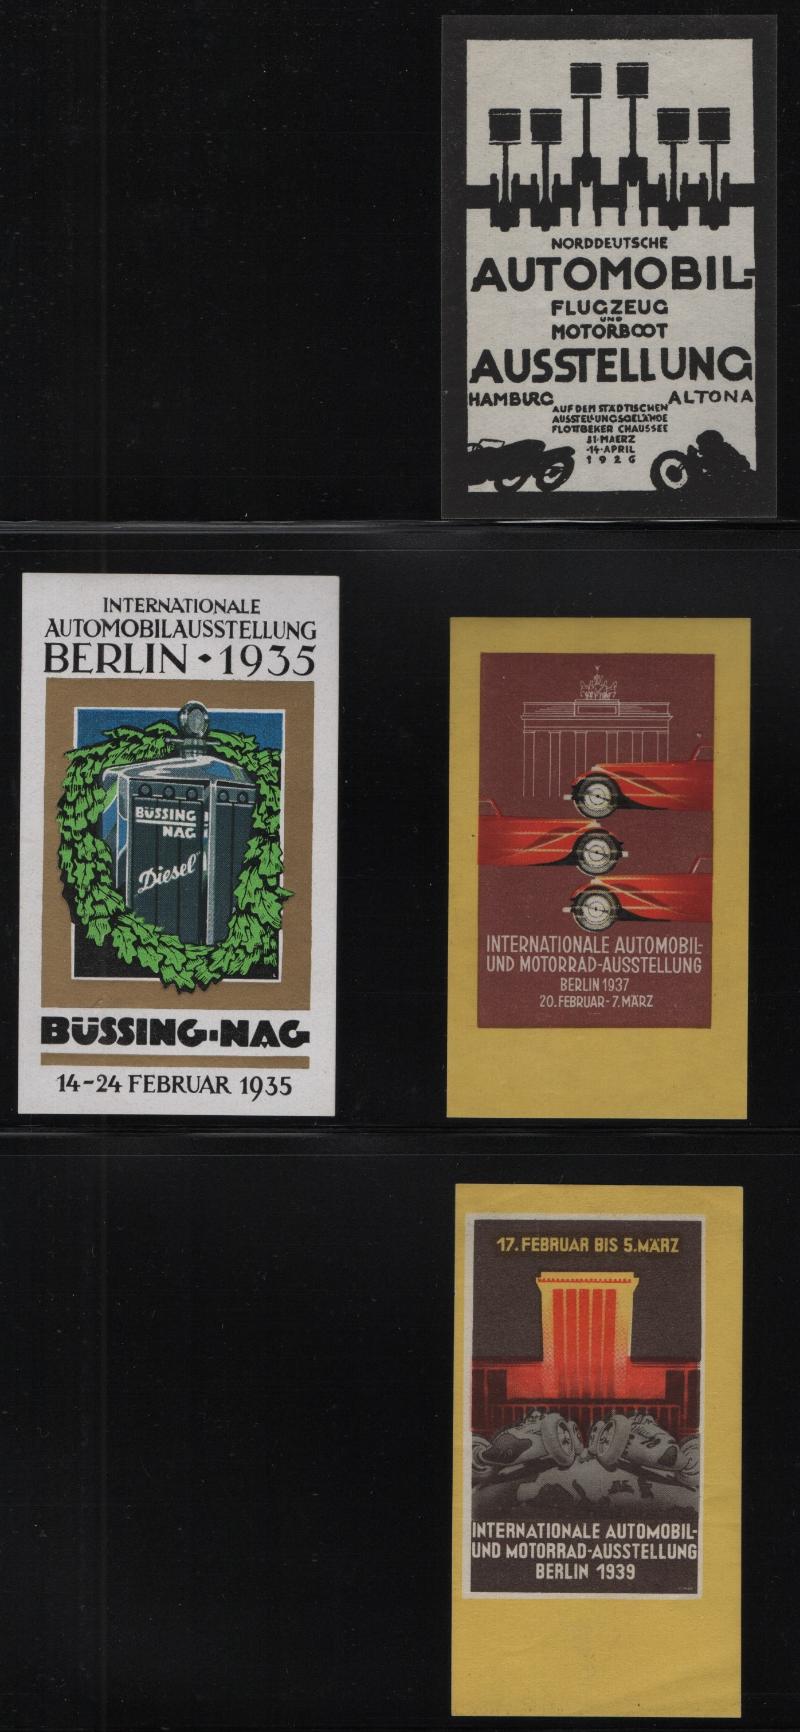 NORDDEUTSCHE
AUTOMOBIL-
FLUGZEUG
UND
MOTORBOOT
AUSSTELLUNG
HAMBURG ALTONA
AUF DEM STÄDTISCHEN
AUSSTELLUNGSGELÄNDE
FLOTTBEKER CHAUSSEE
31·MAERZ
·14·APRIL
1926
INTERNATIONALE
AUTOMOBILAUSSTELLUNG
BERLIN • 1935
BÜSSING
NAG
Diesel
BÜSSING-NAG
14-24 FEBRUAR 1935
INTERNATIONALE AUTOMOBIL-
UND MOTORRAD-AUSSTELLUNG
BERLIN 1937
20. FEBRUAR - 7. MÄRZ
17. FEBRUAR BIS 5. MÄRZ
INTERNATIONALE AUTOMOBIL-
UND MOTORRAD-AUSSTELLUNG
BERLIN 1939